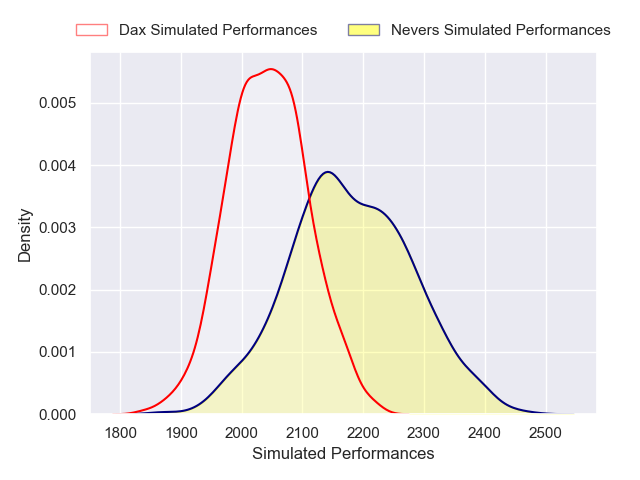 Dax Simulated Performances Nevers Simulated Performances
0.005
0.004
0.003
0.002
0.001
0.000
Density
1800 1900 2000 2100 2200 2300 2400 2500
Simulated Performances